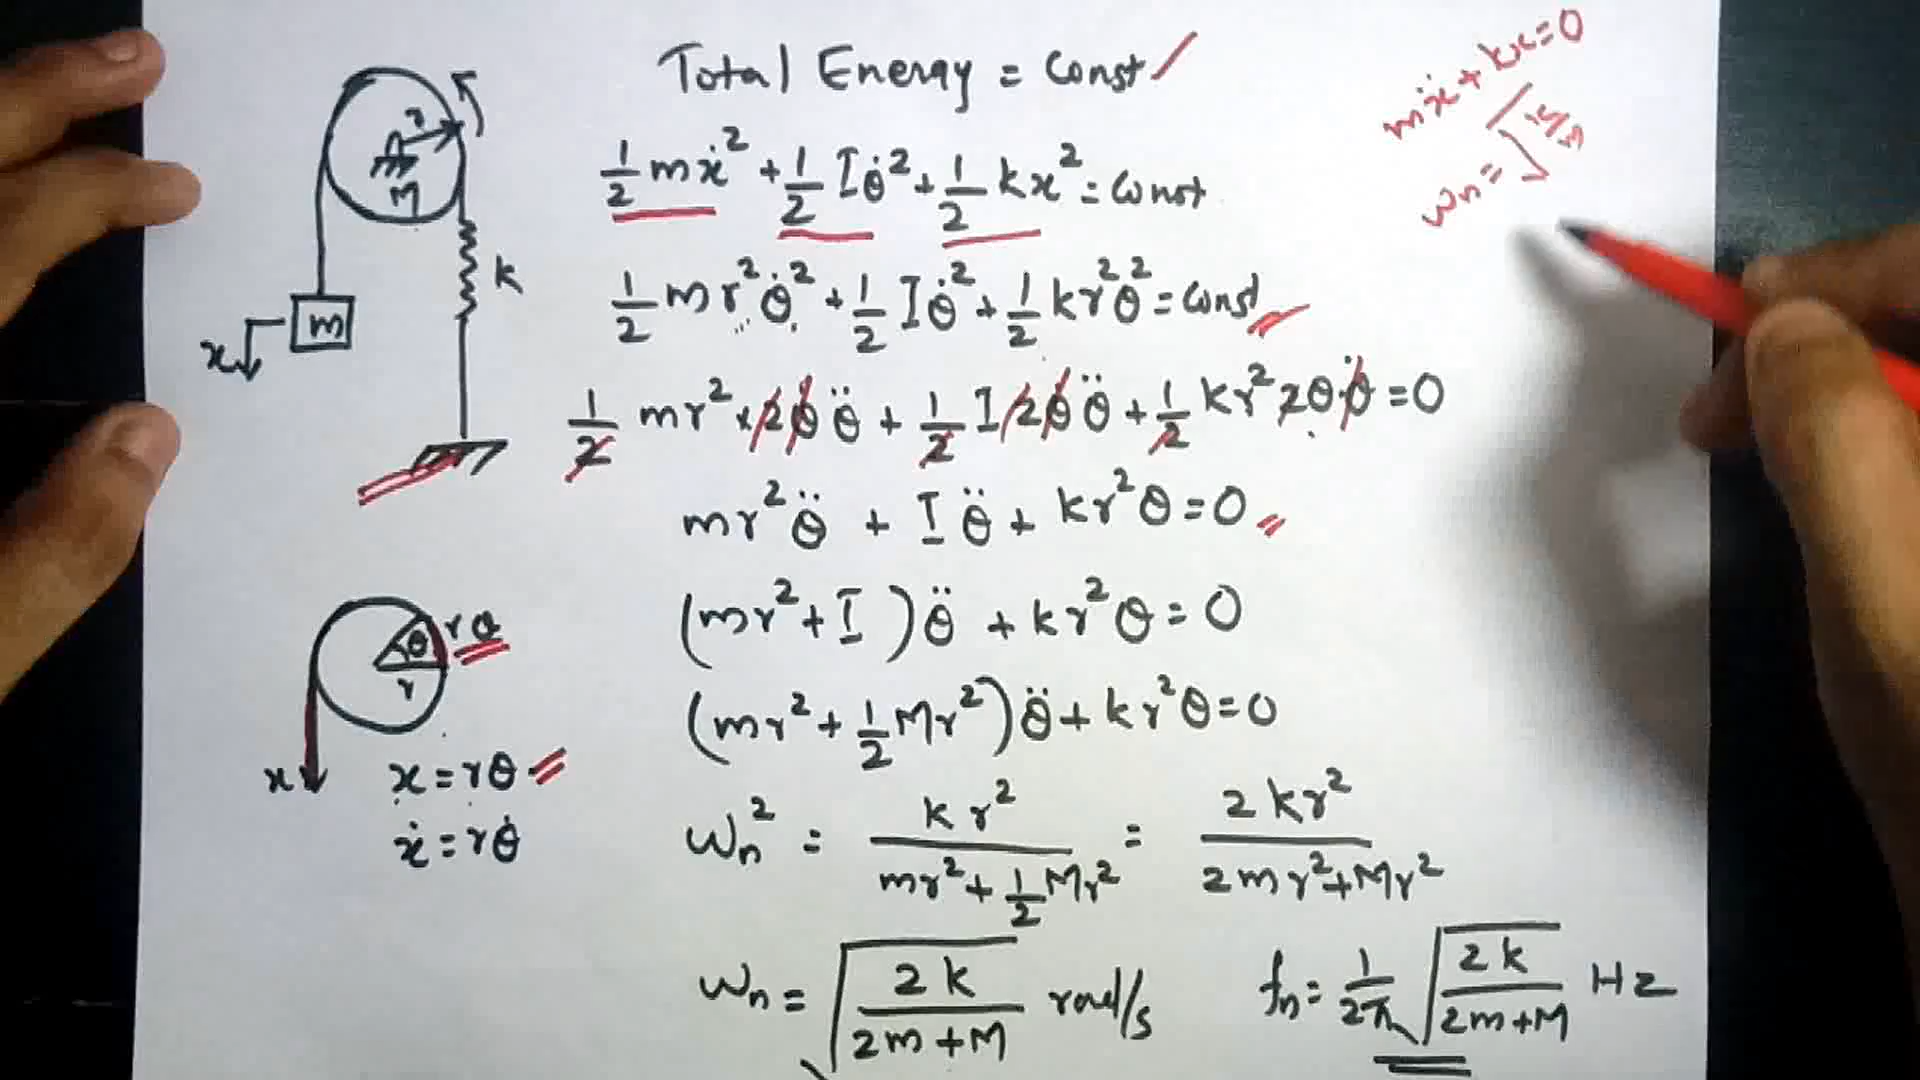 Total Energy = Const
mẋ + kx = 0
ωn = √k/m
1/2 mẋ² + 1/2 Iθ̇² + 1/2 kx² = Const
1/2 mr²θ̇² + 1/2 Iθ̇² + 1/2 kr²θ² = Const
1/2 mr² × 2θ̇θ̈ + 1/2 I 2θ̇θ̈ + 1/2 kr² 2θθ̇ = 0
mr²θ̈ + Iθ̈ + kr²θ = 0
(mr² + I)θ̈ + kr²θ = 0
(mr² + 1/2 Mr²)θ̈ + kr²θ = 0
ωn² = kr²/(mr² + 1/2 Mr²) = 2kr²/(2mr² + Mr²)
ωn = √(2k/(2m + M)) rad/s
fn = 1/2π √(2k/(2m + M)) Hz
r
M
k
m
x
θ
rθ
r
x
x = rθ
ẋ = rθ̇